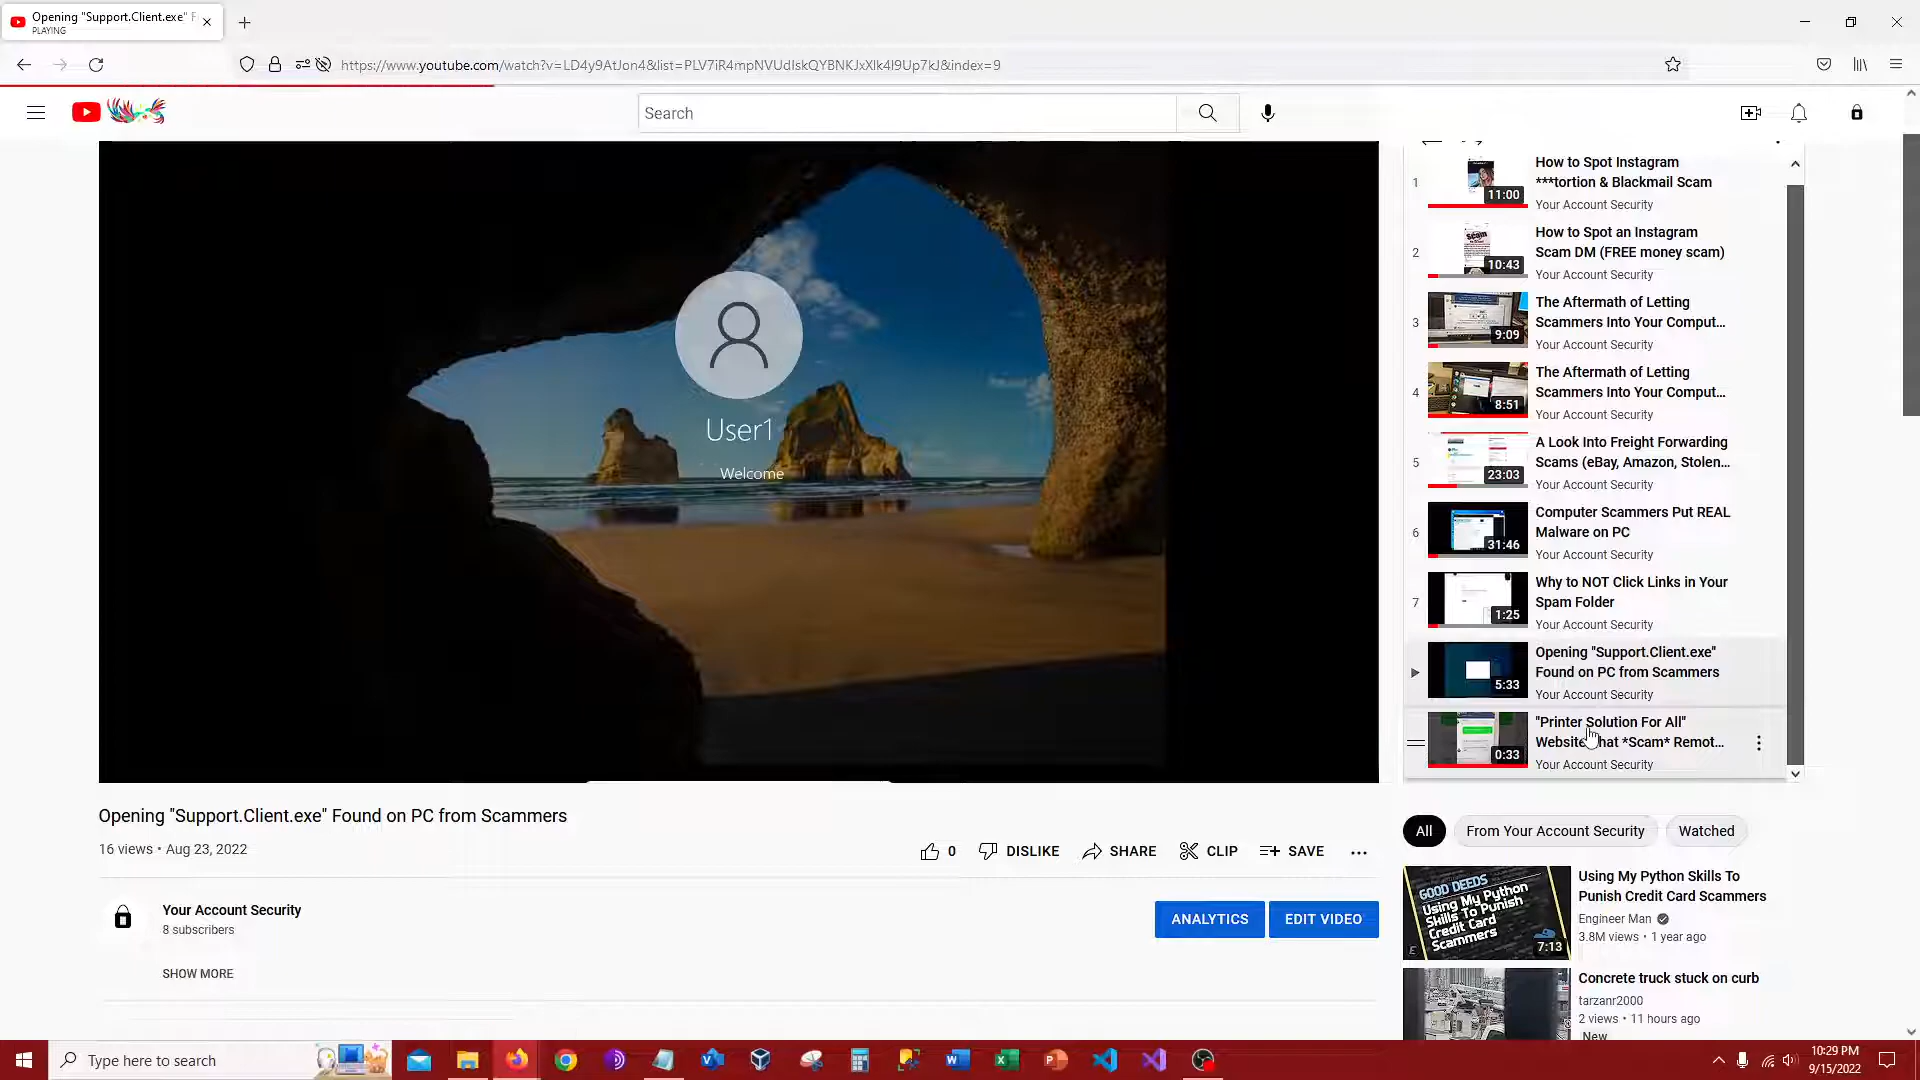 Opening "Support.Client.exe" F
PLAYING
https://www.youtube.com/watch?v=LD4y9AtJon4&list=PLV7iR4mpNVUdIskQYBNKJxXlk4I9Up7kJ&index=9
Search
User1
Welcome
1
11:00
How to Spot Instagram
***tortion & Blackmail Scam
Your Account Security
2
Scam
10:43
How to Spot an Instagram
Scam DM (FREE money scam)
Your Account Security
3
9:09
The Aftermath of Letting
Scammers Into Your Comput...
Your Account Security
4
8:51
The Aftermath of Letting
Scammers Into Your Comput...
Your Account Security
5
23:03
A Look Into Freight Forwarding
Scams (eBay, Amazon, Stolen...
Your Account Security
6
31:46
Computer Scammers Put REAL
Malware on PC
Your Account Security
7
1:25
Why to NOT Click Links in Your
Spam Folder
Your Account Security
5:33
Opening "Support.Client.exe"
Found on PC from Scammers
Your Account Security
0:33
"Printer Solution For All"
Website that *Scam* Remot...
Your Account Security
Opening "Support.Client.exe" Found on PC from Scammers
16 views • Aug 23, 2022
0
DISLIKE
SHARE
CLIP
SAVE
Your Account Security
8 subscribers
ANALYTICS
EDIT VIDEO
SHOW MORE
All
From Your Account Security
Watched
GOOD DEEDS
Using My Python
Skills To
Punish Credit Card
Scammers
7:13
Using My Python Skills To
Punish Credit Card Scammers
Engineer Man
3.8M views • 1 year ago
Concrete truck stuck on curb
tarzanr2000
2 views • 11 hours ago
New
Type here to search
10:29 PM
9/15/2022